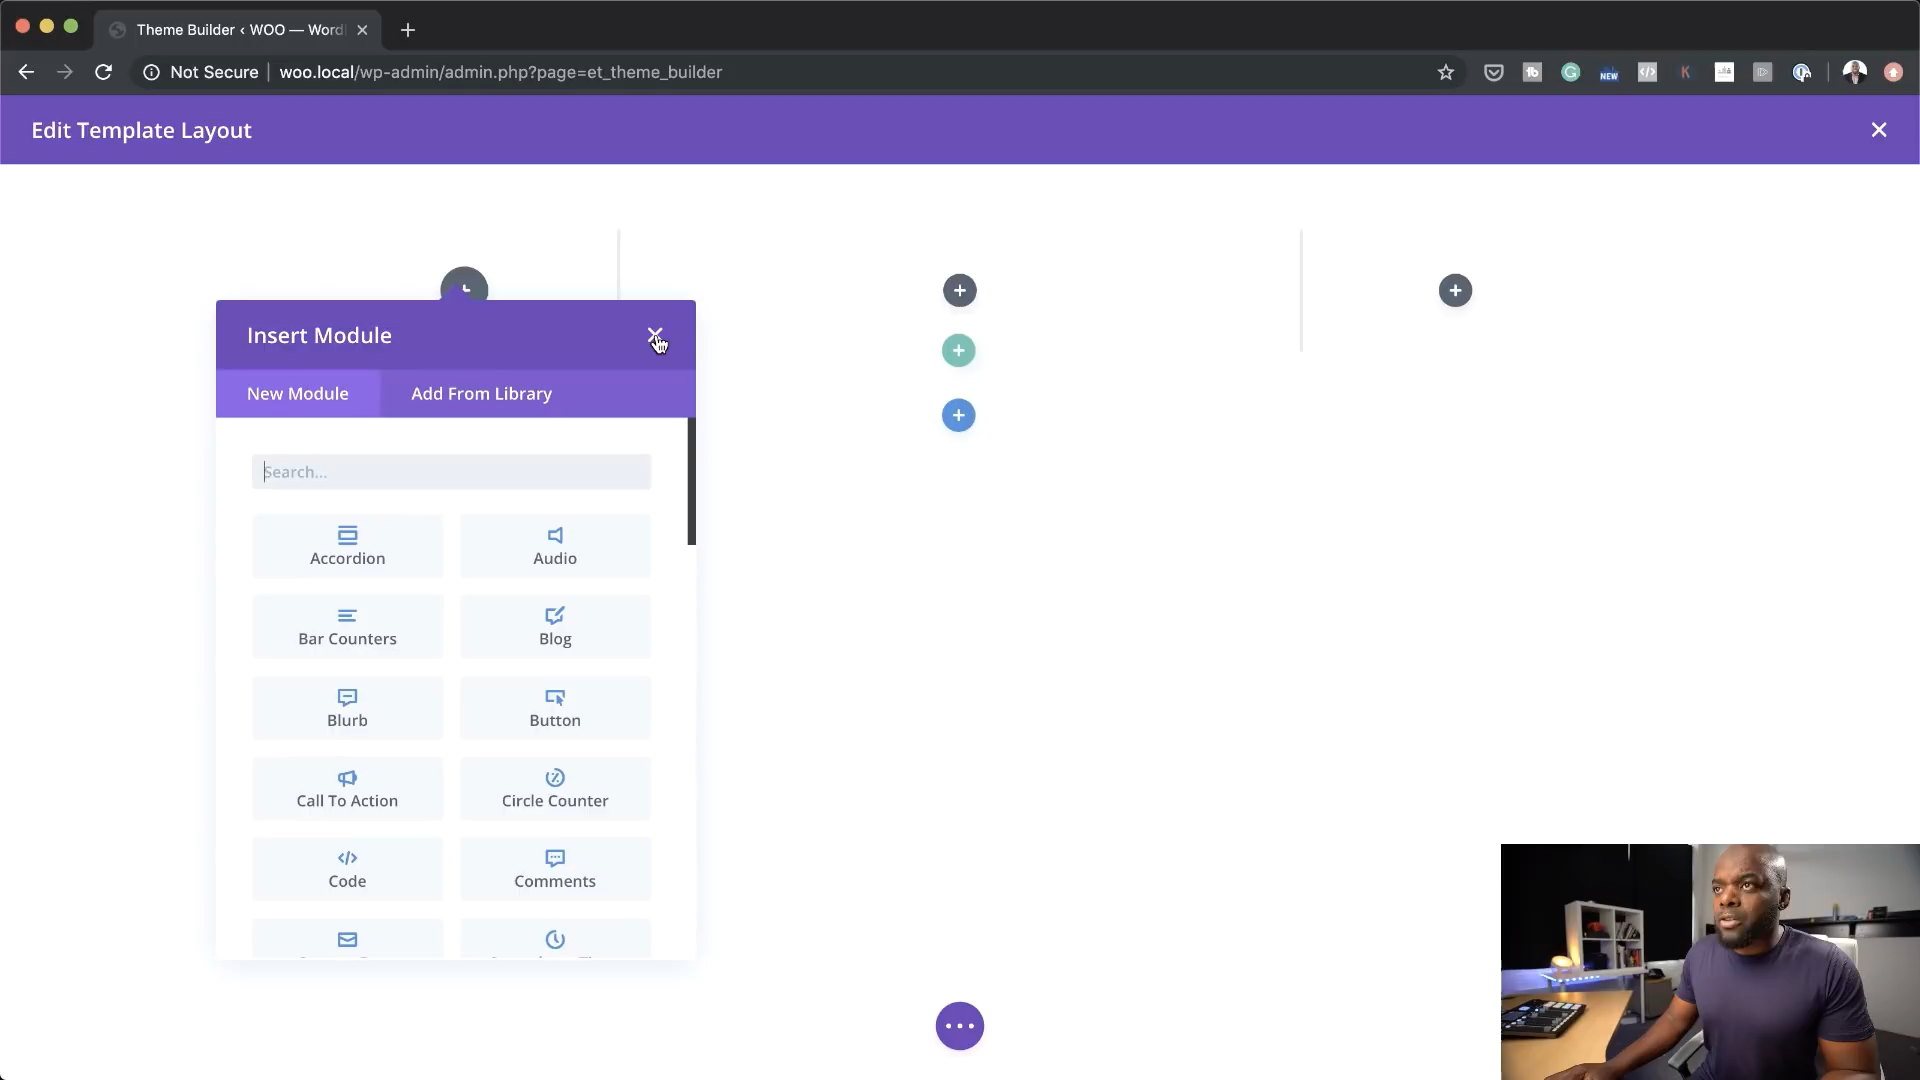 Theme Builder ‹ WOO — Word
Not Secure
woo.local/wp-admin/admin.php?page=et_theme_builder
NEW
Edit Template Layout
Insert Module
New Module
Add From Library
Search...
Accordion
Audio
Bar Counters
Blog
Blurb
Button
Call To Action
Circle Counter
Code
Comments